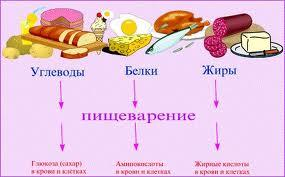 Углеводы Белки Жиры
пищеварение
Глюкоза (сахар) Аминокислоты Жирные кислоты
в крови и клетках в крови и клетках в крови и клетках